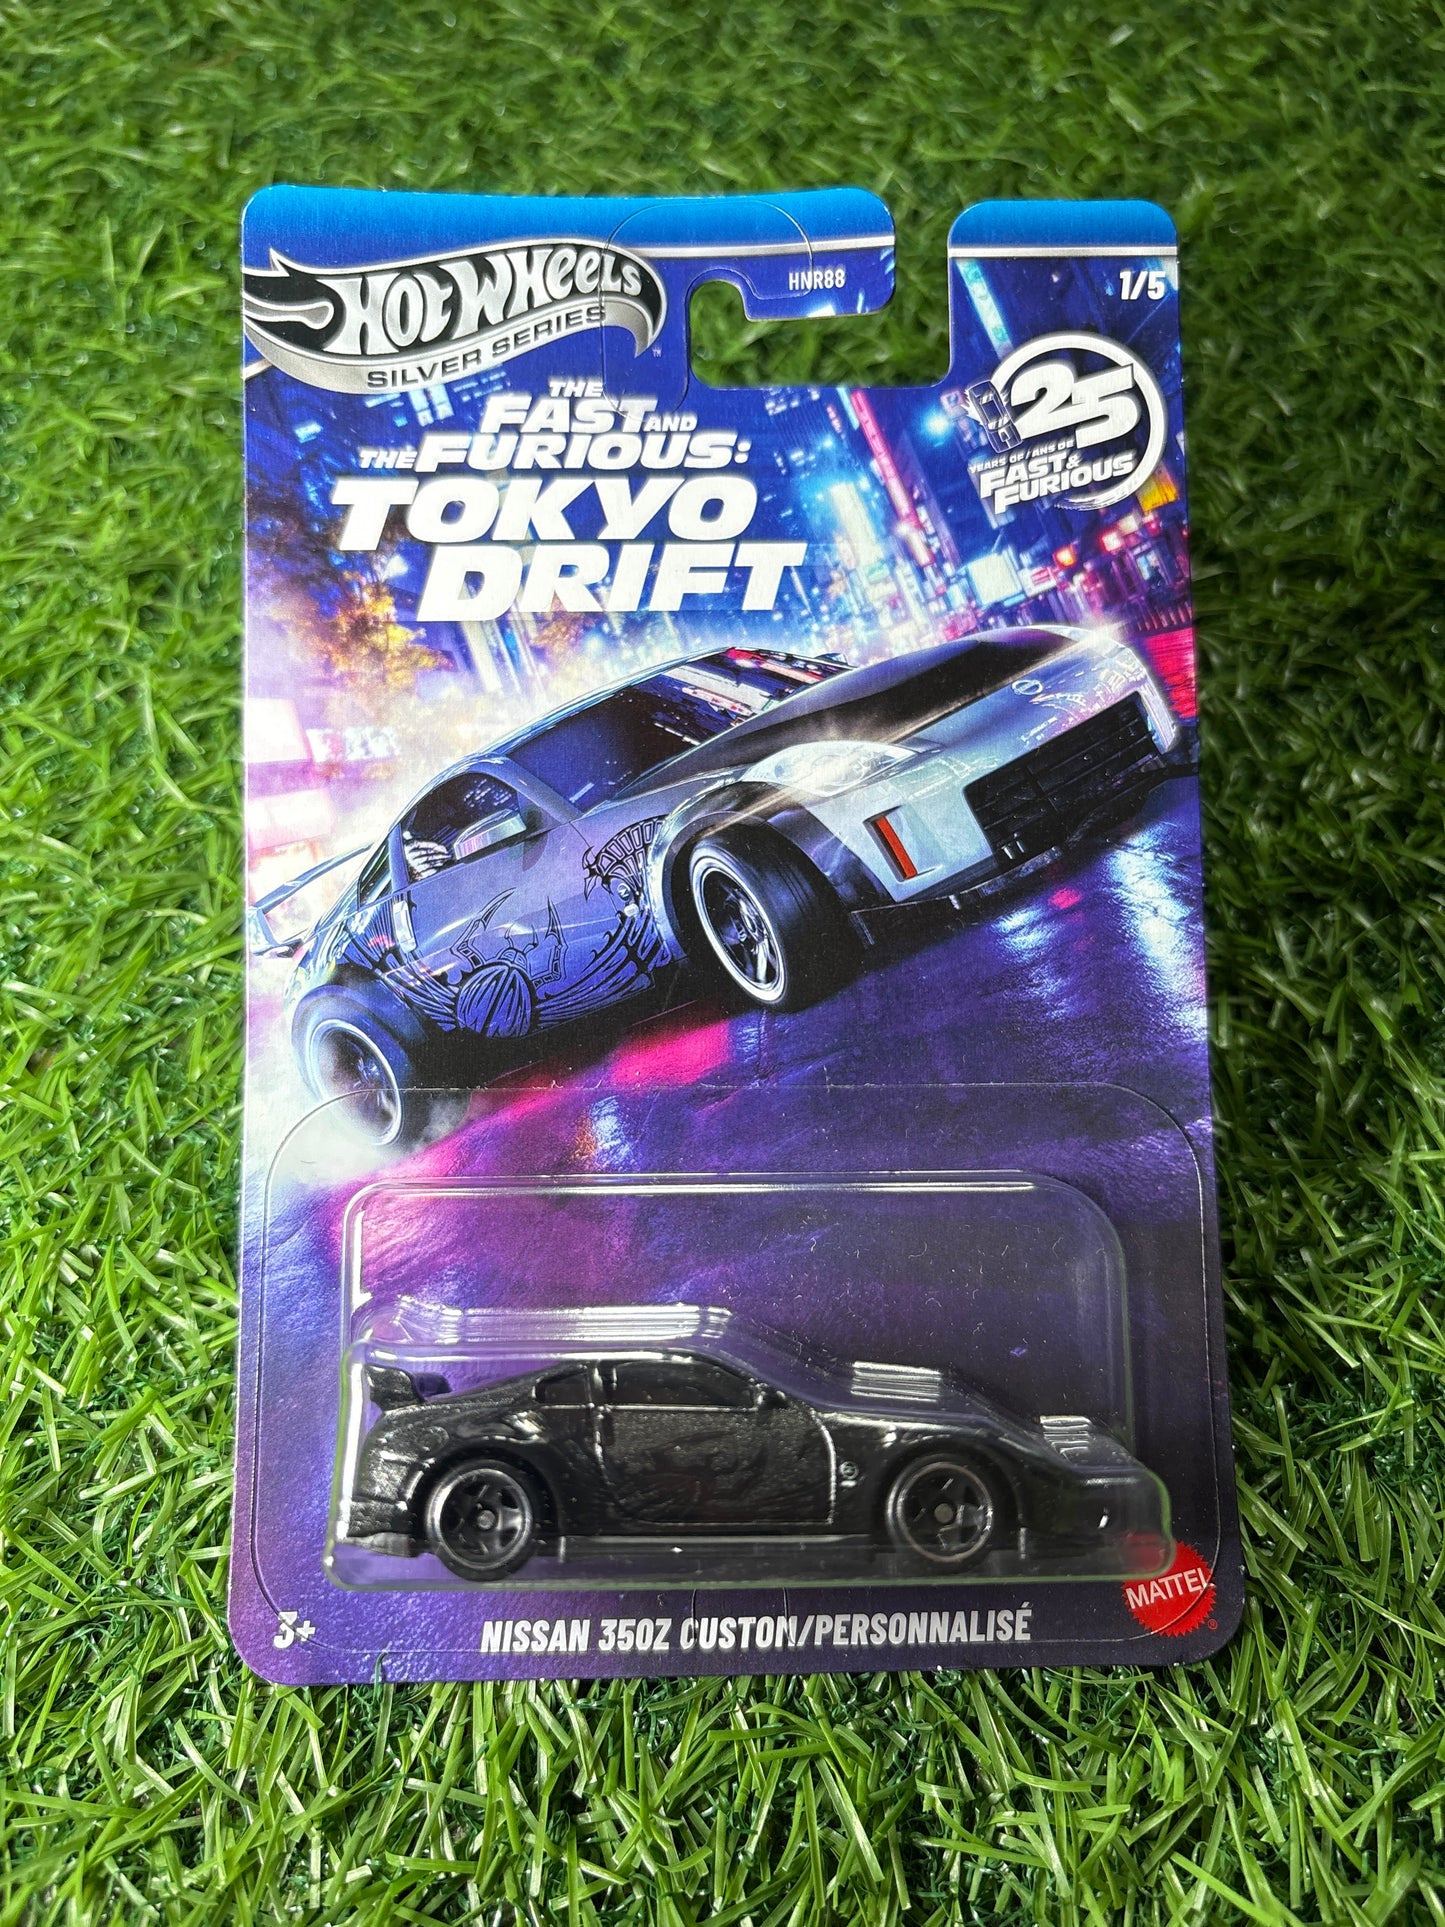 HOT WHEELS
™
SILVER SERIES
HNR88
1/5
THE
FAST AND
THE FURIOUS:
TOKYO
DRIFT
25
YEARS OF / ANS DE
FAST &
FURIOUS
3+
NISSAN 350Z CUSTOM/PERSONNALISÉ
MATTEL
®